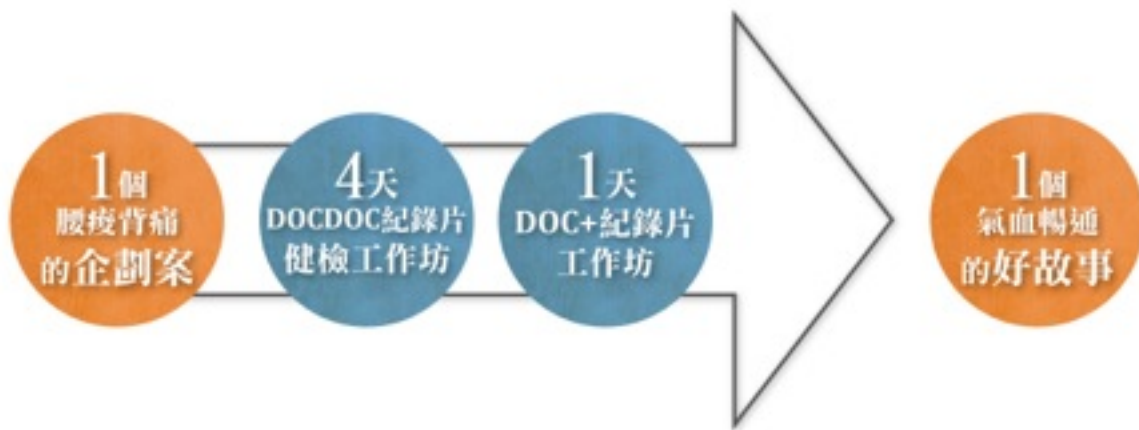 1個
腰痠背痛
的企劃案
4天
DOCDOC紀錄片
健檢工作坊
1天
DOC+紀錄片
工作坊
1個
氣血暢通
的好故事